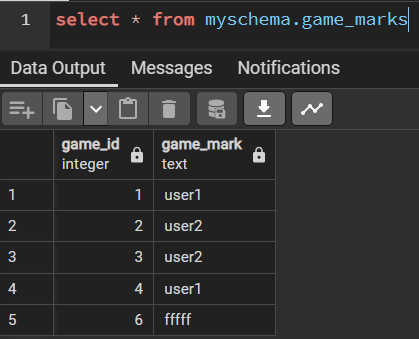 1 select * from myschema.game_marks
Data Output Messages Notifications
game_id game_mark
integer text
1 1 user1
2 2 user2
3 3 user2
4 4 user1
5 6 fffff